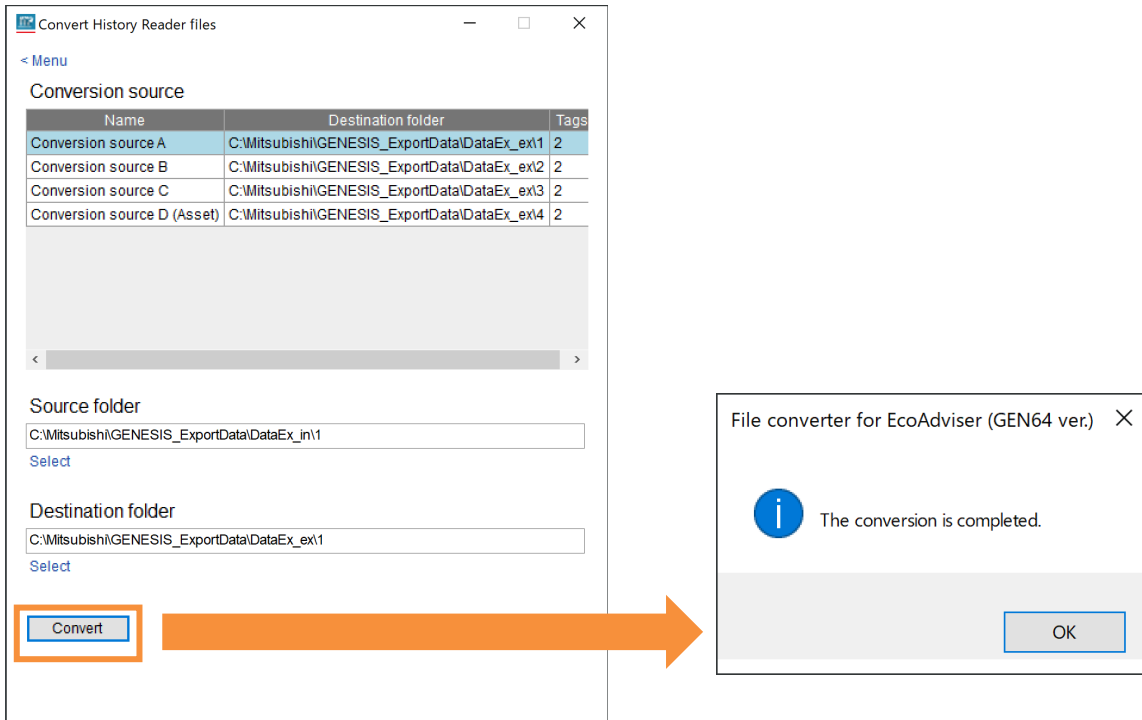 Convert History Reader files
< Menu
Conversion source
Name Destination folder Tags
Conversion source A C:\Mitsubishi\GENESIS_ExportData\DataEx_ex\1 2
Conversion source B C:\Mitsubishi\GENESIS_ExportData\DataEx_ex\2 2
Conversion source C C:\Mitsubishi\GENESIS_ExportData\DataEx_ex\3 2
Conversion source D (Asset) C:\Mitsubishi\GENESIS_ExportData\DataEx_ex\4 2
Source folder
C:\Mitsubishi\GENESIS_ExportData\DataEx_in\1
Select
Destination folder
C:\Mitsubishi\GENESIS_ExportData\DataEx_ex\1
Select
Convert
File converter for EcoAdviser (GEN64 ver.)
The conversion is completed.
OK